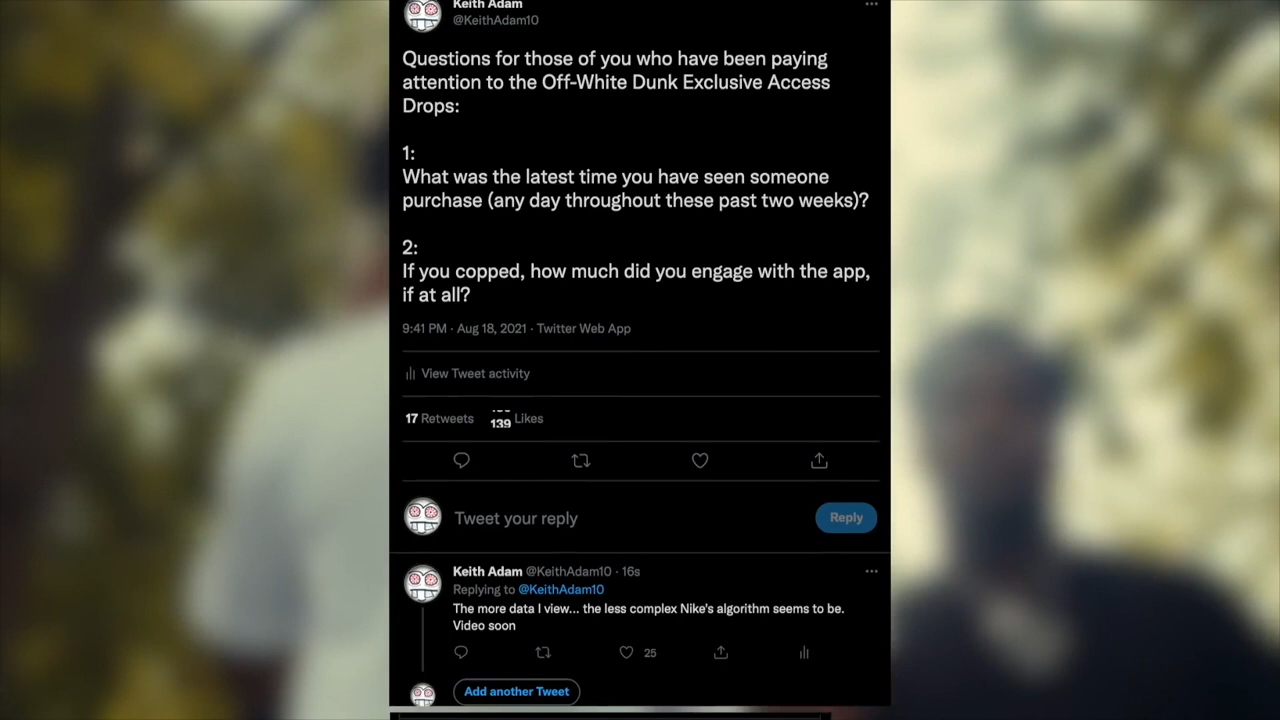 Keith Adam
@KeithAdam10
Questions for those of you who have been paying
attention to the Off-White Dunk Exclusive Access
Drops:
1:
What was the latest time you have seen someone
purchase (any day throughout these past two weeks)?
2:
If you copped, how much did you engage with the app,
if at all?
9:41 PM · Aug 18, 2021 · Twitter Web App
View Tweet activity
17 Retweets 139 Likes
Tweet your reply
Reply
Keith Adam @KeithAdam10 · 16s
Replying to @KeithAdam10
The more data I view... the less complex Nike's algorithm seems to be.
Video soon
25
Add another Tweet